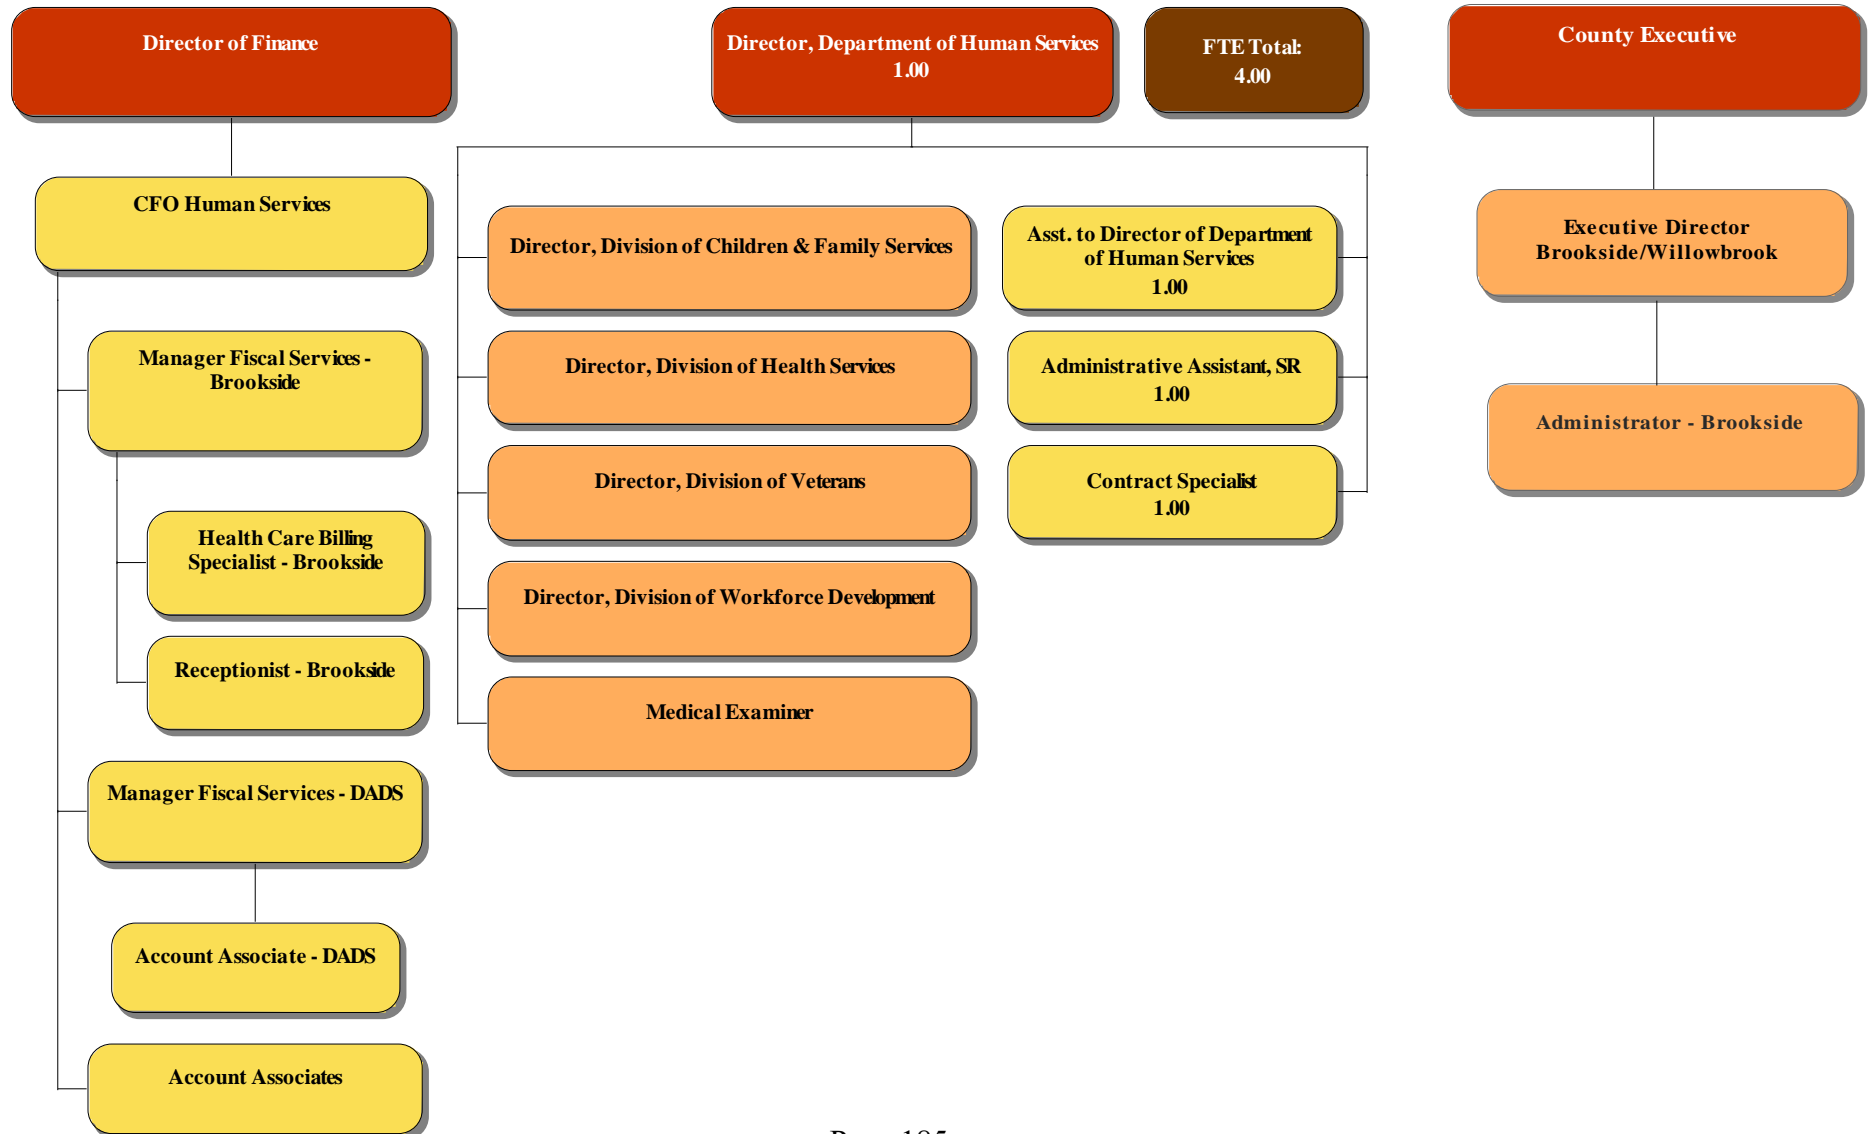 Director of Finance
Director, Department of Human Services
1.00
FTE Total:
4.00
County Executive
CFO Human Services
Manager Fiscal Services -
Brookside
Health Care Billing
Specialist - Brookside
Receptionist - Brookside
Manager Fiscal Services - DADS
Account Associate - DADS
Account Associates
Director, Division of Children & Family Services
Director, Division of Health Services
Director, Division of Veterans
Director, Division of Workforce Development
Medical Examiner
Asst. to Director of Department
of Human Services
1.00
Administrative Assistant, SR
1.00
Contract Specialist
1.00
Executive Director
Brookside/Willowbrook
Administrator - Brookside